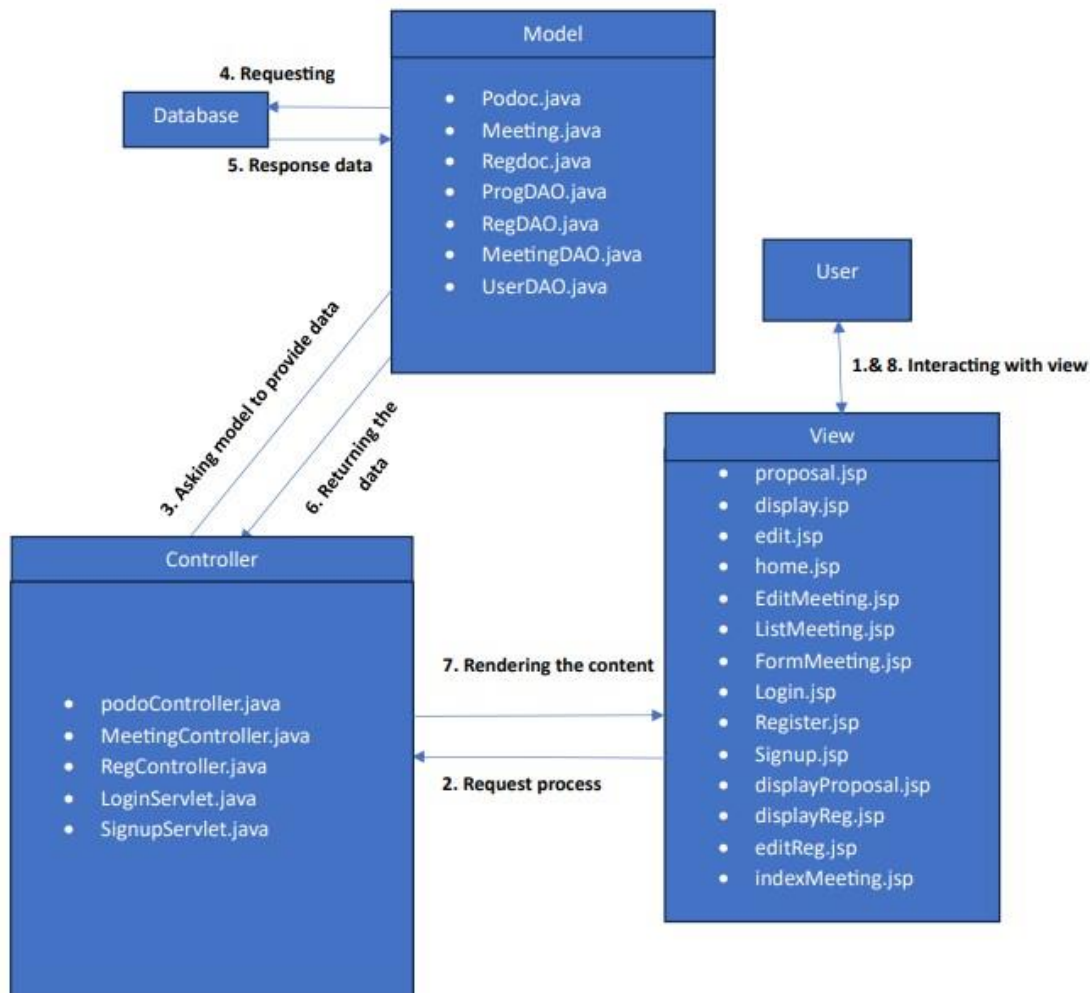 Model
• Podoc.java
• Meeting.java
• Regdoc.java
• ProgDAO.java
• RegDAO.java
• MeetingDAO.java
• UserDAO.java
4. Requesting
Database
5. Response data
User
1.& 8. Interacting with view
3. Asking model to provide data
6. Returning the
data
View
• proposal.jsp
• display.jsp
• edit.jsp
• home.jsp
• EditMeeting.jsp
• ListMeeting.jsp
• FormMeeting.jsp
• Login.jsp
• Register.jsp
• Signup.jsp
• displayProposal.jsp
• displayReg.jsp
• editReg.jsp
• indexMeeting.jsp
Controller
• podoController.java
• MeetingController.java
• RegController.java
• LoginServlet.java
• SignupServlet.java
7. Rendering the content
2. Request process